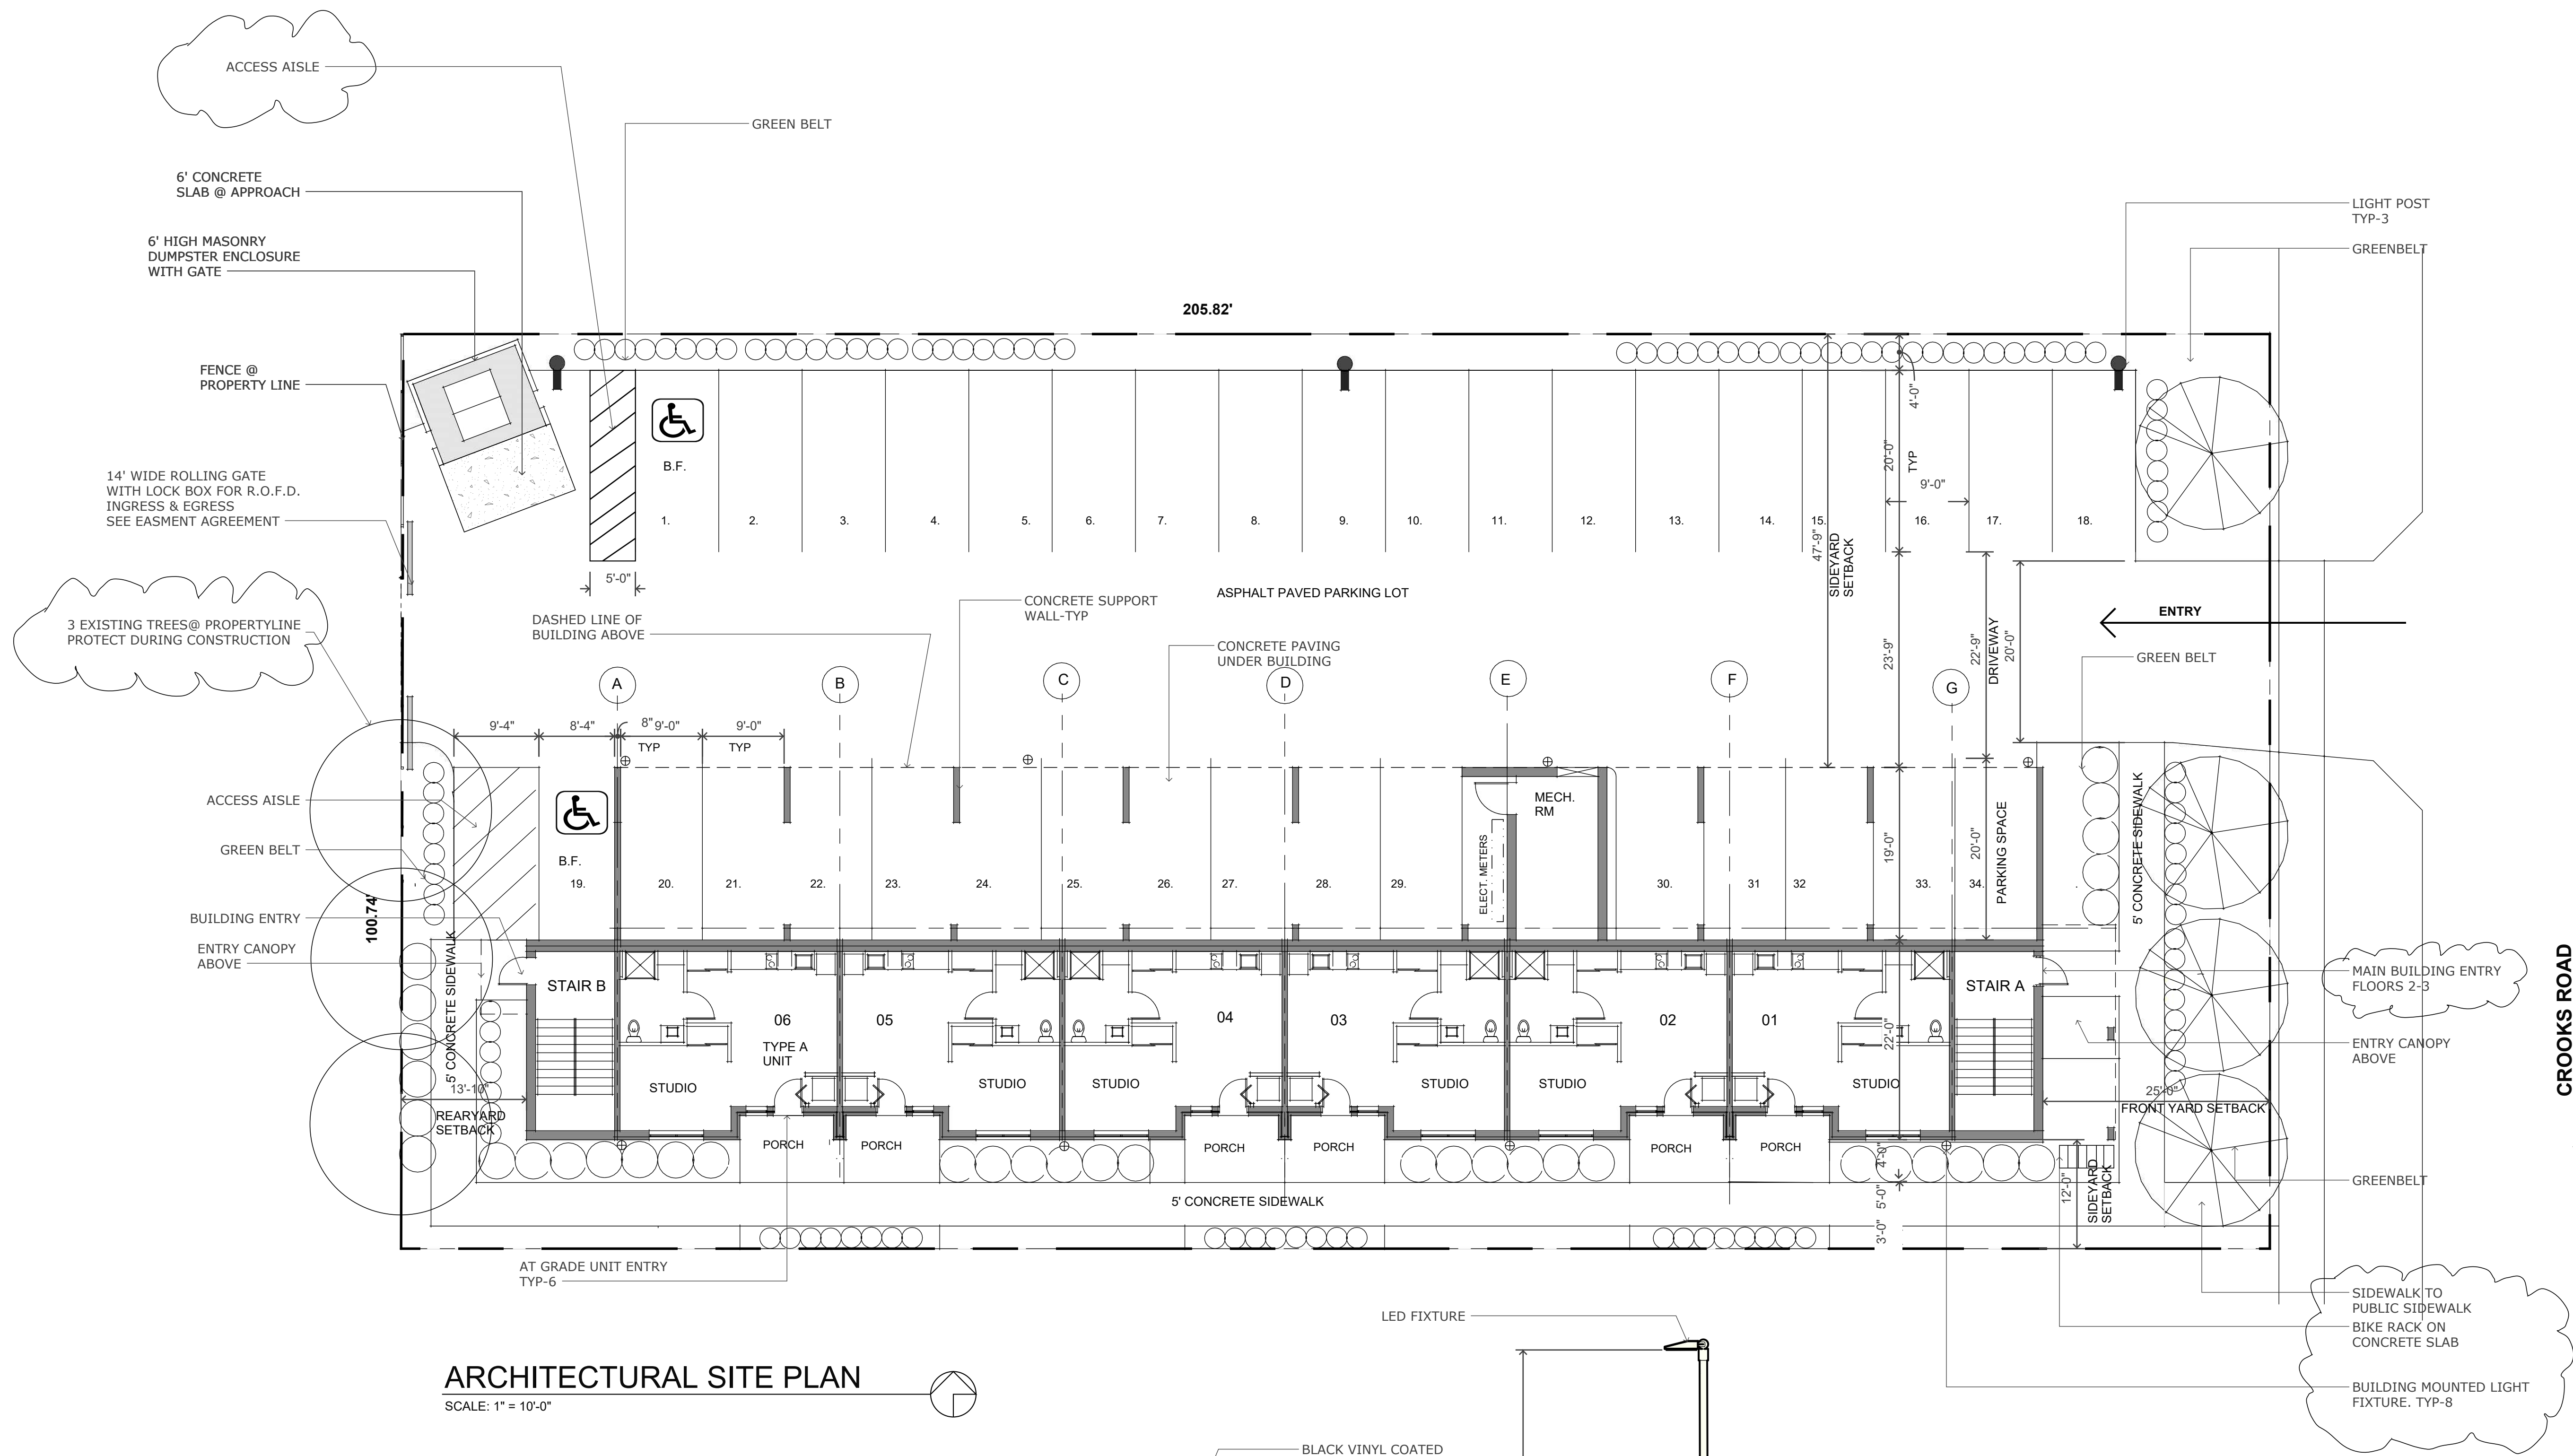 ACCESS AISLE
GREEN BELT
6' CONCRETE
SLAB @ APPROACH
LIGHT POST
TYP-3
6' HIGH MASONRY
DUMPSTER ENCLOSURE
WITH GATE
GREENBELT
205.82'
FENCE @
PROPERTY LINE
4'-0"
B.F.
20'-0"
TYP
14' WIDE ROLLING GATE
WITH LOCK BOX FOR R.O.F.D.
INGRESS & EGRESS
SEE EASMENT AGREEMENT
9'-0"
1.
2.
3.
4.
5.
6.
7.
8.
9.
10.
11.
12.
13.
14.
15.
16.
17.
18.
47'-9"
SIDEYARD
SETBACK
5'-0"
ASPHALT PAVED PARKING LOT
CONCRETE SUPPORT
WALL-TYP
ENTRY
3 EXISTING TREES@ PROPERTYLINE
PROTECT DURING CONSTRUCTION
DASHED LINE OF
BUILDING ABOVE
CONCRETE PAVING
UNDER BUILDING
23'-9"
22'-9"
DRIVEWAY
20'-0"
GREEN BELT
A
B
C
D
E
F
G
9'-4"
8'-4"
8"
9'-0"
9'-0"
TYP
TYP
ACCESS AISLE
MECH.
RM
ELECT. METERS
19'-0"
20'-0"
PARKING SPACE
5' CONCRETE SIDEWALK
GREEN BELT
B.F.
19.
20.
21.
22.
23.
24.
25.
26.
27.
28.
29.
30.
31
32
33.
34.
100.74'
BUILDING ENTRY
ENTRY CANOPY
ABOVE
5' CONCRETE SIDEWALK
STAIR B
STAIR A
MAIN BUILDING ENTRY
FLOORS 2-3
CROOKS ROAD
06
TYPE A
UNIT
05
04
03
02
01
22'-0"
ENTRY CANOPY
ABOVE
STUDIO
STUDIO
STUDIO
STUDIO
STUDIO
STUDIO
13'-10"
REARYARD
SETBACK
25'-0"
FRONT YARD SETBACK
PORCH
PORCH
PORCH
PORCH
PORCH
PORCH
4'-0"
5'-0"
3'-0"
12'-0"
SIDEYARD
SETBACK
GREENBELT
5' CONCRETE SIDEWALK
AT GRADE UNIT ENTRY
TYP-6
SIDEWALK TO
PUBLIC SIDEWALK
BIKE RACK ON
CONCRETE SLAB
BUILDING MOUNTED LIGHT
FIXTURE. TYP-8
LED FIXTURE
ARCHITECTURAL SITE PLAN
SCALE: 1" = 10'-0"
BLACK VINYL COATED